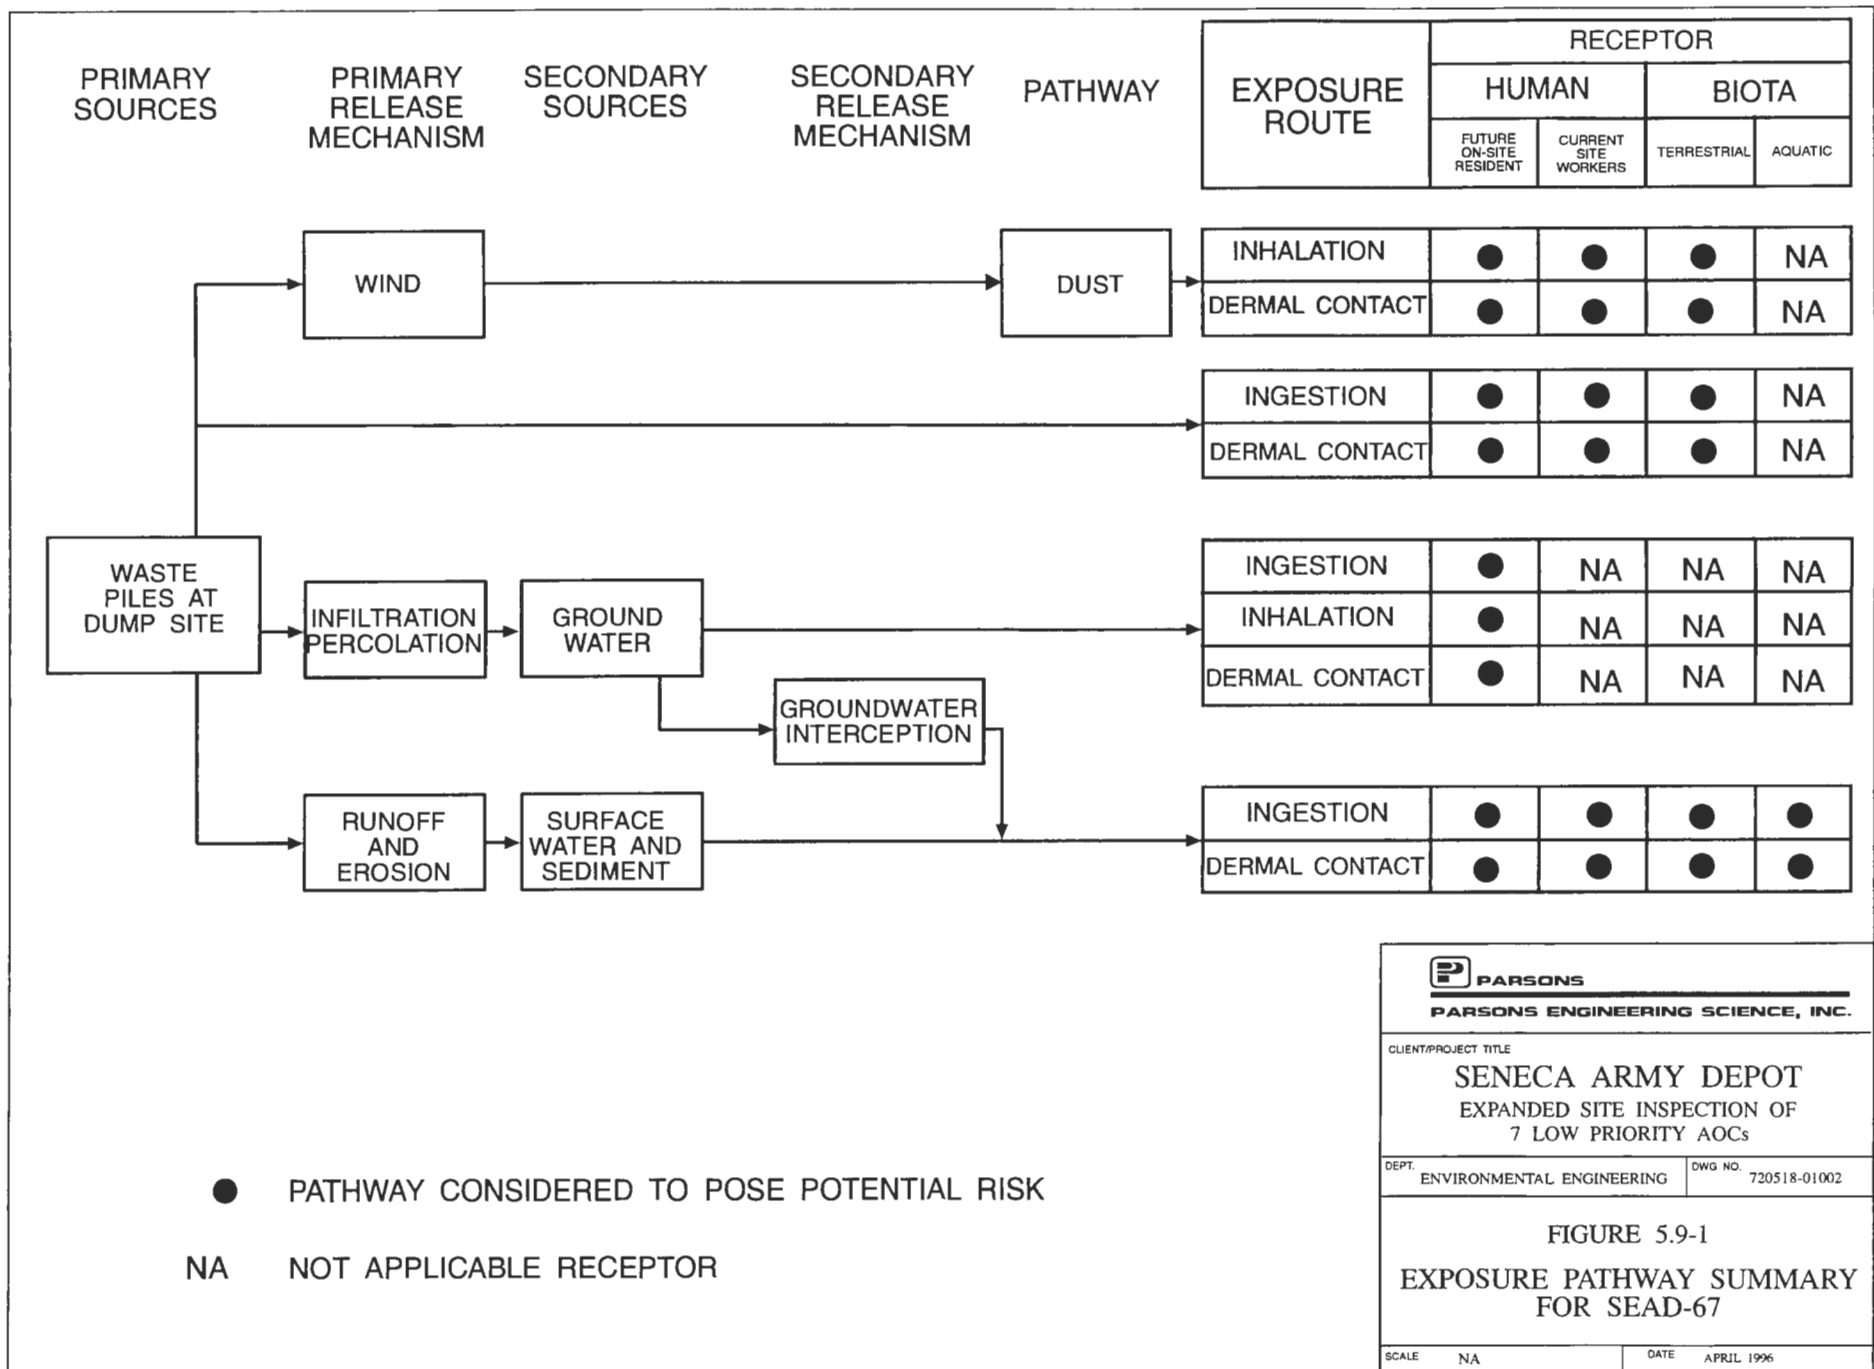 PRIMARY
SOURCES
PRIMARY
RELEASE
MECHANISM
SECONDARY
SOURCES
SECONDARY
RELEASE
MECHANISM
PATHWAY
EXPOSURE
ROUTE
RECEPTOR
HUMAN
BIOTA
FUTURE
ON-SITE
RESIDENT
CURRENT
SITE
WORKERS
TERRESTRIAL
AQUATIC
WIND
DUST
INHALATION
NA
DERMAL CONTACT
NA
INGESTION
NA
DERMAL CONTACT
NA
WASTE
PILES AT
DUMP SITE
INFILTRATION
PERCOLATION
GROUND
WATER
INGESTION
NA NA NA
INHALATION
NA NA NA
DERMAL CONTACT
NA NA NA
GROUNDWATER
INTERCEPTION
RUNOFF
AND
EROSION
SURFACE
WATER AND
SEDIMENT
INGESTION
DERMAL CONTACT
PATHWAY CONSIDERED TO POSE POTENTIAL RISK
NA NOT APPLICABLE RECEPTOR
P PARSONS
PARSONS ENGINEERING SCIENCE, INC.
CLIENT/PROJECT TITLE
SENECA ARMY DEPOT
EXPANDED SITE INSPECTION OF
7 LOW PRIORITY AOCs
DEPT. ENVIRONMENTAL ENGINEERING
DWG NO. 720518-01002
FIGURE 5.9-1
EXPOSURE PATHWAY SUMMARY
FOR SEAD-67
SCALE NA
DATE APRIL 1996